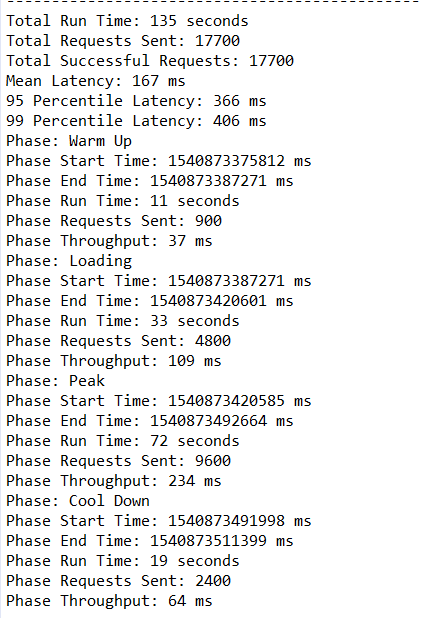 ----------------------------------------------
Total Run Time: 135 seconds
Total Requests Sent: 17700
Total Successful Requests: 17700
Mean Latency: 167 ms
95 Percentile Latency: 366 ms
99 Percentile Latency: 406 ms
Phase: Warm Up
Phase Start Time: 1540873375812 ms
Phase End Time: 1540873387271 ms
Phase Run Time: 11 seconds
Phase Requests Sent: 900
Phase Throughput: 37 ms
Phase: Loading
Phase Start Time: 1540873387271 ms
Phase End Time: 1540873420601 ms
Phase Run Time: 33 seconds
Phase Requests Sent: 4800
Phase Throughput: 109 ms
Phase: Peak
Phase Start Time: 1540873420585 ms
Phase End Time: 1540873492664 ms
Phase Run Time: 72 seconds
Phase Requests Sent: 9600
Phase Throughput: 234 ms
Phase: Cool Down
Phase Start Time: 1540873491998 ms
Phase End Time: 1540873511399 ms
Phase Run Time: 19 seconds
Phase Requests Sent: 2400
Phase Throughput: 64 ms